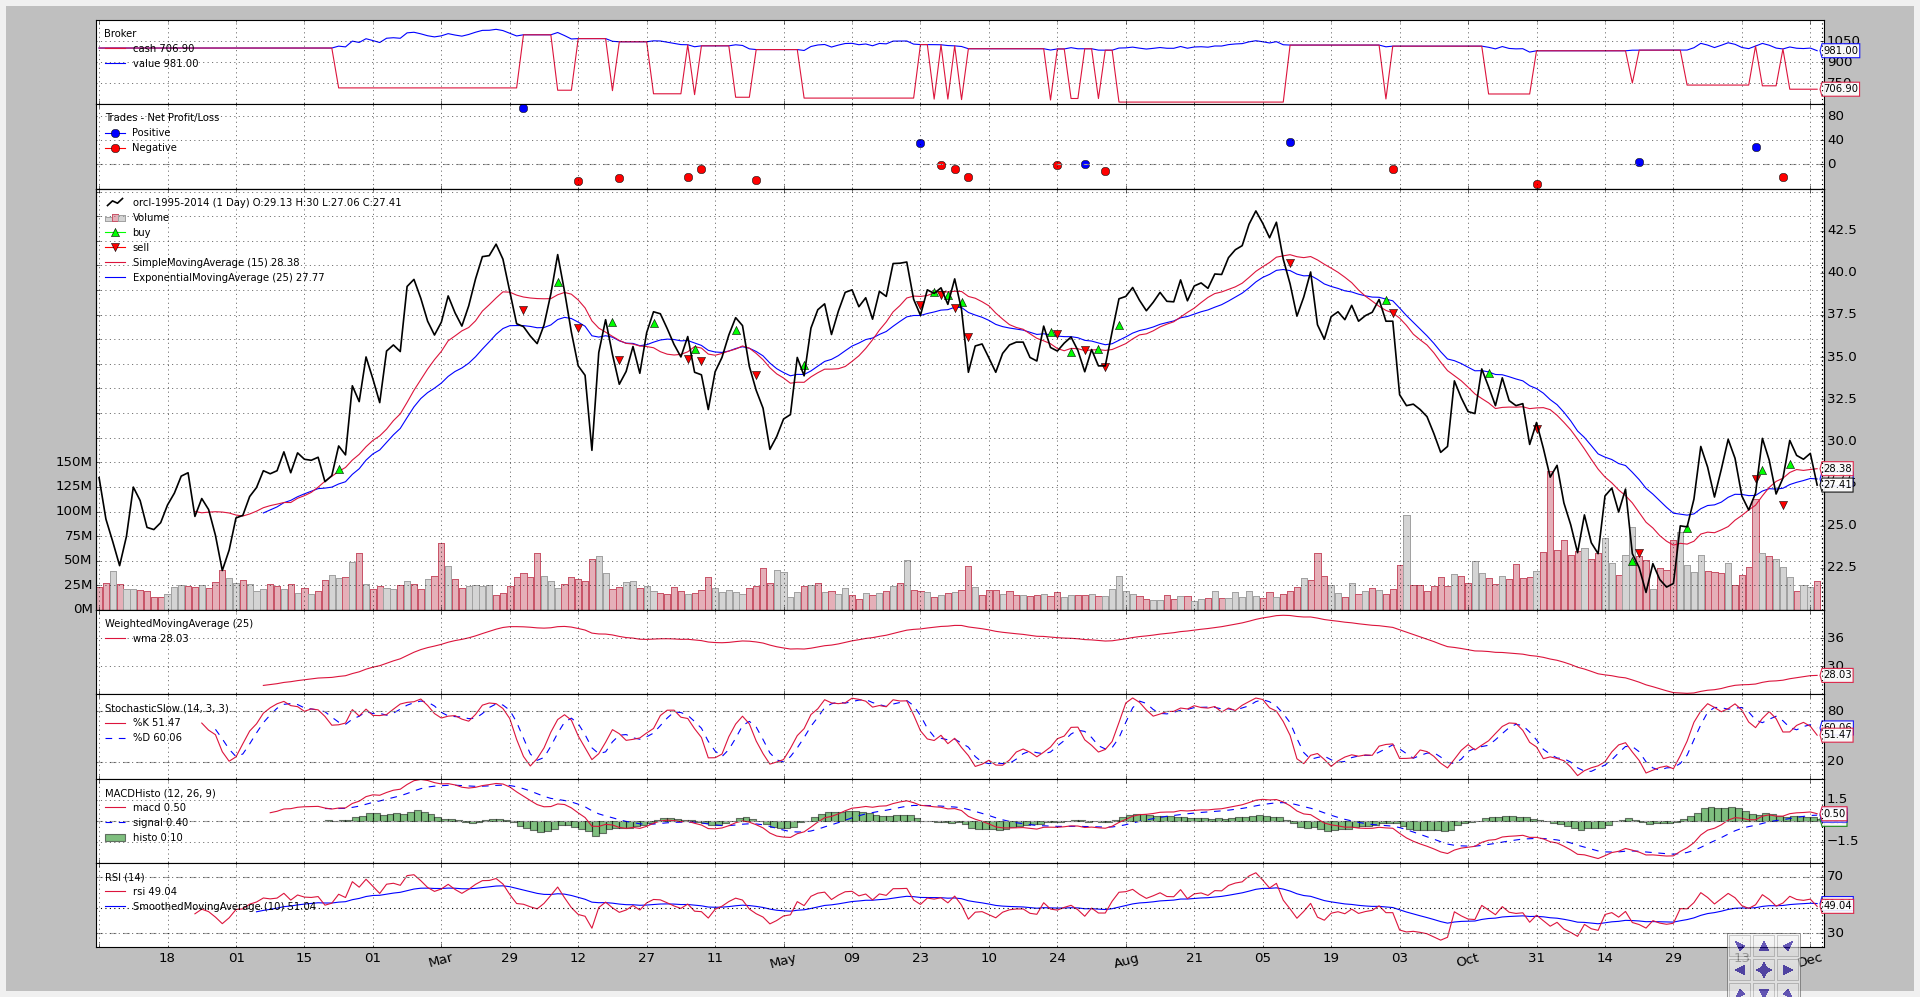 Broker
cash 706.90
value 981.00
1050
981.00
900
706.90
Trades - Net Profit/Loss
Positive
Negative
80
40
0
orcl-1995-2014 (1 Day) O:29.13 H:30 L:27.06 C:27.41
Volume
buy
sell
SimpleMovingAverage (15) 28.38
ExponentialMovingAverage (25) 27.77
42.5
40.0
37.5
35.0
32.5
30.0
28.38
27.41
25.0
22.5
150M
125M
100M
75M
50M
25M
0M
WeightedMovingAverage (25)
wma 28.03
36
30
28.03
StochasticSlow (14, 3, 3)
%K 51.47
%D 60.06
80
60.06
51.47
20
MACDHisto (12, 26, 9)
macd 0.50
signal 0.40
histo 0.10
1.5
0.50
−1.5
RSI (14)
rsi 49.04
SmoothedMovingAverage (10) 51.04
70
49.04
30
18 01 15 01 Mar 29 12 27 11 May 09 23 10 24 Aug 21 05 19 03 Oct 31 14 29 13 Dec